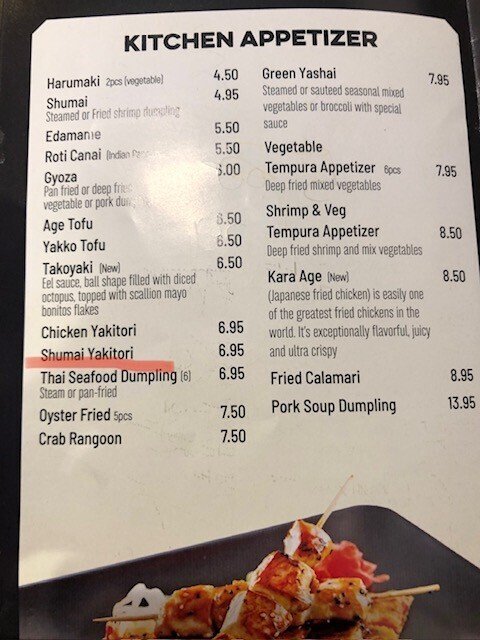 KITCHEN APPETIZER
Harumaki 2pcs (vegetable) 4.50
Shumai 4.95
Steamed or Fried shrimp dumpling
Edamame 5.50
Roti Canai (Indian 5.50
Gyoza .00
Pan fried or deep fried
vegetable or pork
Age Tofu 6.50
Yakko Tofu 6.50
Takoyaki (New) 6.50
Eel sauce, ball shape filled with diced
octopus, topped with scallion mayo
bonitos flakes
Chicken Yakitori 6.95
Shumai Yakitori 6.95
Thai Seafood Dumpling (6) 6.95
Steam or pan-fried
Oyster Fried 5pcs 7.50
Crab Rangoon 7.50
Green Yashai 7.95
Steamed or sauteed seasonal mixed
vegetables or broccoli with special
sauce
Vegetable
Tempura Appetizer 6pcs 7.95
Deep fried mixed vegetables
Shrimp & Veg
Tempura Appetizer 8.50
Deep fried shrimp and mix vegetables
Kara Age (New) 8.50
(Japanese fried chicken) is easily one
of the greatest fried chickens in the
world. It's exceptionally flavorful, juicy
and ultra crispy
Fried Calamari 8.95
Pork Soup Dumpling 13.95